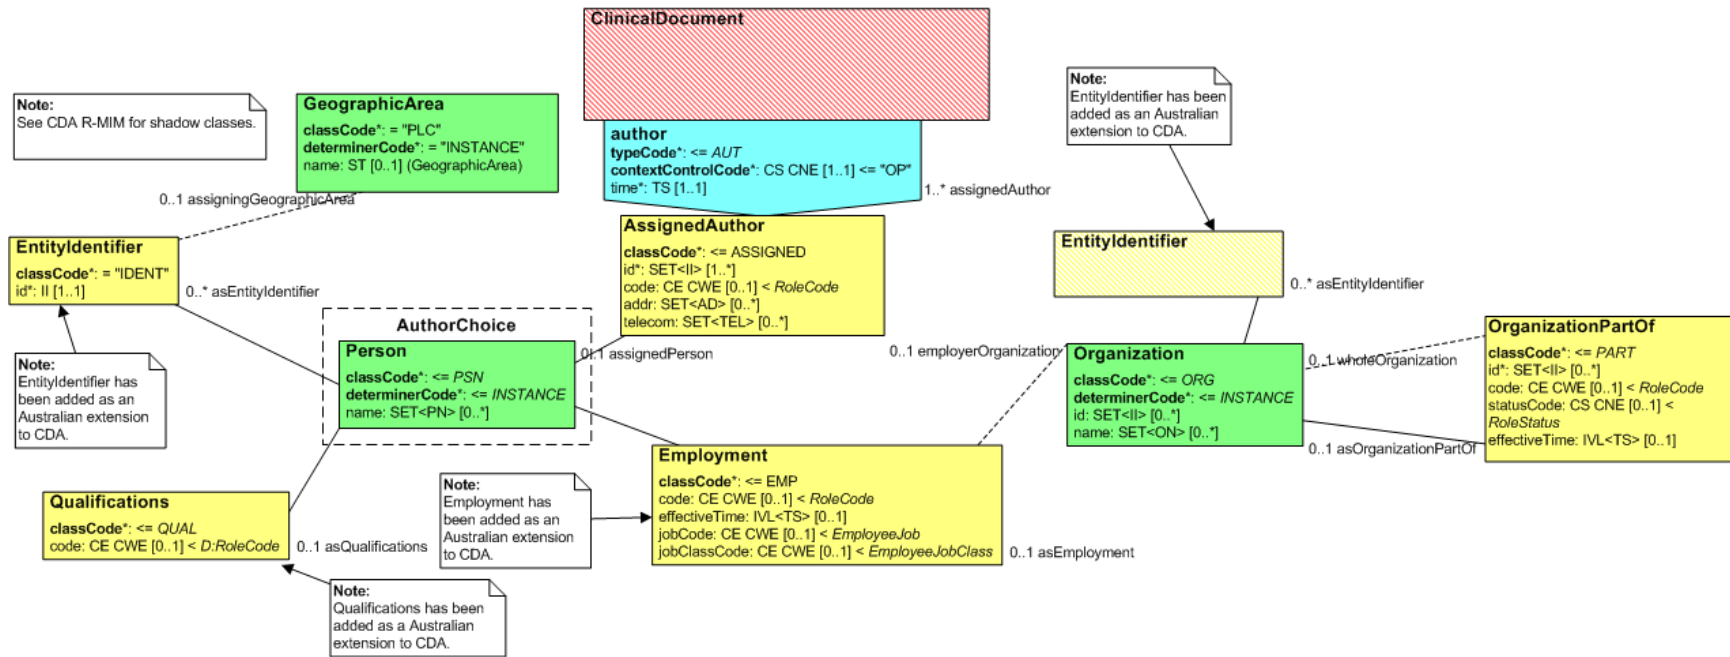 ClinicalDocument
Note:
See CDA R-MIM for shadow classes.
GeographicArea
classCode*: = "PLC"
determinerCode*: = "INSTANCE"
name: ST [0..1] (GeographicArea)
0..1 assigningGeographicArea
author
typeCode*: <= AUT
contextControlCode*: CS CNE [1..1] <= "OP"
time*: TS [1..1]
1..* assignedAuthor
Note:
EntityIdentifier has been
added as an Australian
extension to CDA.
EntityIdentifier
classCode*: = "IDENT"
id*: II [1..1]
0..* asEntityIdentifier
AssignedAuthor
classCode*: <= ASSIGNED
id*: SET<II> [1..*]
code: CE CWE [0..1] < RoleCode
addr: SET<AD> [0..*]
telecom: SET<TEL> [0..*]
EntityIdentifier
0..* asEntityIdentifier
Note:
EntityIdentifier has
been added as an
Australian extension
to CDA.
AuthorChoice
Person
classCode*: <= PSN
determinerCode*: <= INSTANCE
name: SET<PN> [0..*]
0..1 assignedPerson
0..1 employerOrganization
Organization
classCode*: <= ORG
determinerCode*: <= INSTANCE
id: SET<II> [0..*]
name: SET<ON> [0..*]
0..1 wholeOrganization
OrganizationPartOf
classCode*: <= PART
id*: SET<II> [0..*]
code: CE CWE [0..1] < RoleCode
statusCode: CS CNE [0..1] <
RoleStatus
effectiveTime: IVL<TS> [0..1]
0..1 asOrganizationPartOf
Qualifications
classCode*: <= QUAL
code: CE CWE [0..1] < D:RoleCode
0..1 asQualifications
Note:
Employment has
been added as an
Australian extension
to CDA.
Employment
classCode*: <= EMP
code: CE CWE [0..1] < RoleCode
effectiveTime: IVL<TS> [0..1]
jobCode: CE CWE [0..1] < EmployeeJob
jobClassCode: CE CWE [0..1] < EmployeeJobClass
0..1 asEmployment
Note:
Qualifications has been
added as a Australian
extension to CDA.